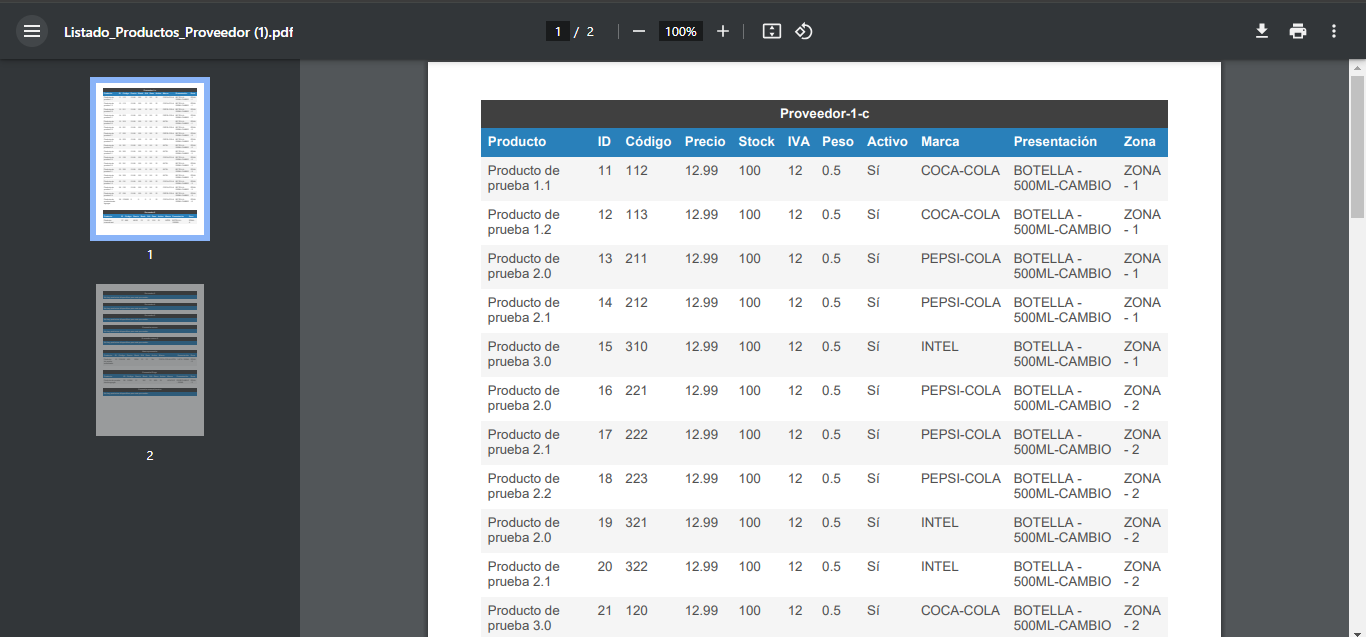 Listado_Productos_Proveedor (1).pdf
1 / 2
100%
1
2
Proveedor-1-c
Producto ID Código Precio Stock IVA Peso Activo Marca Presentación Zona
Producto de prueba 1.1 11 112 12.99 100 12 0.5 Sí COCA-COLA BOTELLA - 500ML-CAMBIO ZONA - 1
Producto de prueba 1.2 12 113 12.99 100 12 0.5 Sí COCA-COLA BOTELLA - 500ML-CAMBIO ZONA - 1
Producto de prueba 2.0 13 211 12.99 100 12 0.5 Sí PEPSI-COLA BOTELLA - 500ML-CAMBIO ZONA - 1
Producto de prueba 2.1 14 212 12.99 100 12 0.5 Sí PEPSI-COLA BOTELLA - 500ML-CAMBIO ZONA - 1
Producto de prueba 3.0 15 310 12.99 100 12 0.5 Sí INTEL BOTELLA - 500ML-CAMBIO ZONA - 1
Producto de prueba 2.0 16 221 12.99 100 12 0.5 Sí PEPSI-COLA BOTELLA - 500ML-CAMBIO ZONA - 2
Producto de prueba 2.1 17 222 12.99 100 12 0.5 Sí PEPSI-COLA BOTELLA - 500ML-CAMBIO ZONA - 2
Producto de prueba 2.2 18 223 12.99 100 12 0.5 Sí PEPSI-COLA BOTELLA - 500ML-CAMBIO ZONA - 2
Producto de prueba 2.0 19 321 12.99 100 12 0.5 Sí INTEL BOTELLA - 500ML-CAMBIO ZONA - 2
Producto de prueba 2.1 20 322 12.99 100 12 0.5 Sí INTEL BOTELLA - 500ML-CAMBIO ZONA - 2
Producto de prueba 3.0 21 120 12.99 100 12 0.5 Sí COCA-COLA BOTELLA - 500ML-CAMBIO ZONA - 2